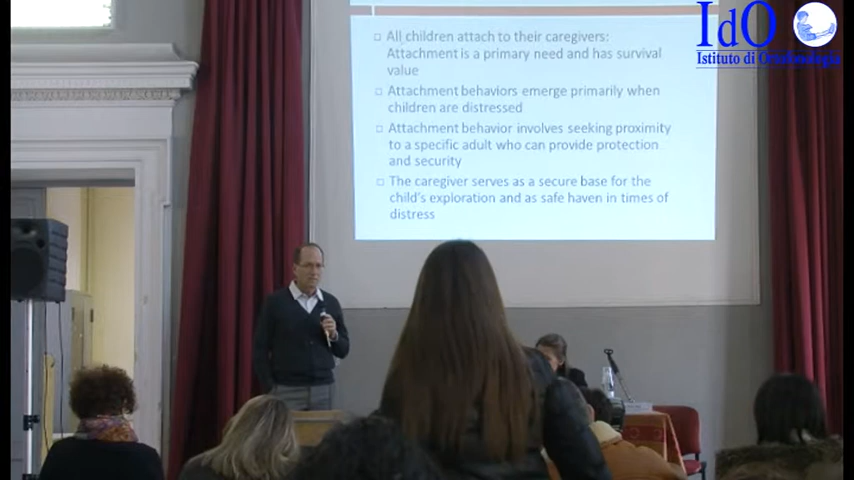 All children attach to their caregivers:
Attachment is a primary need and has survival
value
Attachment behaviors emerge primarily when
children are distressed
Attachment behavior involves seeking proximity
to a specific adult who can provide protection
and security
The caregiver serves as a secure base for the
child's exploration and as safe haven in times of
distress
IdO
Istituto di Ortofonologia